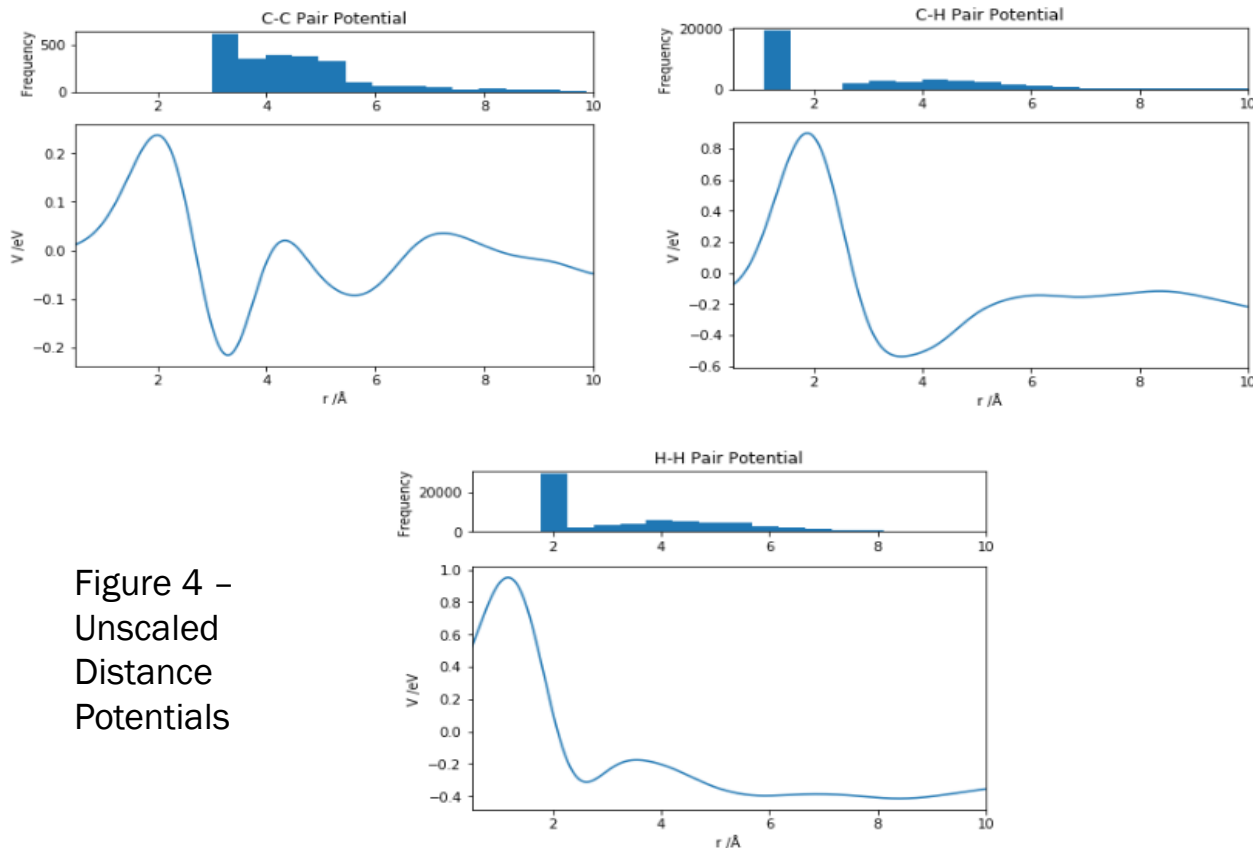 C-C Pair Potential
Frequency
500
0
2 4 6 8 10
V /eV
0.2
0.1
0.0
−0.1
−0.2
2 4 6 8 10
r /Å
C-H Pair Potential
Frequency
20000
0
2 4 6 8 10
V /eV
0.8
0.6
0.4
0.2
0.0
−0.2
−0.4
−0.6
2 4 6 8 10
r /Å
H-H Pair Potential
Frequency
20000
0
2 4 6 8 10
V /eV
1.0
0.8
0.6
0.4
0.2
0.0
−0.2
−0.4
2 4 6 8 10
r /Å
Figure 4 –
Unscaled
Distance
Potentials